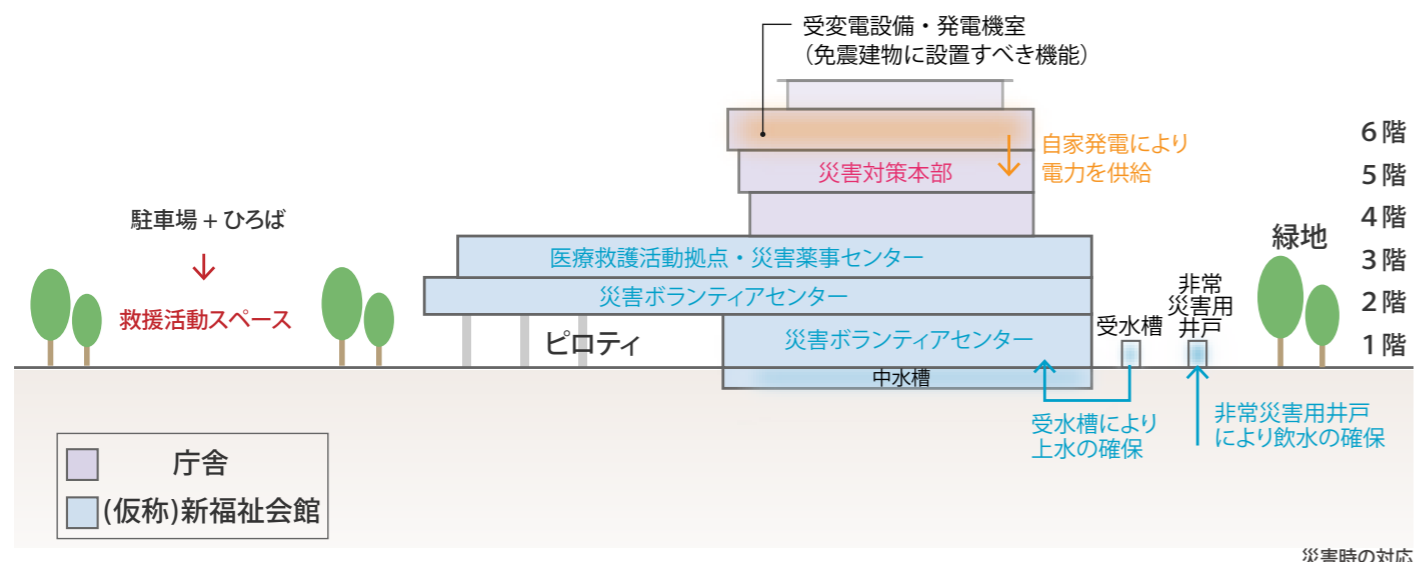 受変電設備・発電機室
（免震建物に設置すべき機能）
自家発電により
電力を供給
6階
災害対策本部
5階
4階
駐車場+ひろば
緑地
医療救護活動拠点・災害薬事センター
3階
非常
災害用
井戸
災害ボランティアセンター
2階
救援活動スペース
受水槽
ピロティ
災害ボランティアセンター
1階
中水槽
受水槽により
上水の確保
非常災害用井戸
により飲水の確保
庁舎
(仮称)新福祉会館
災害時の対応